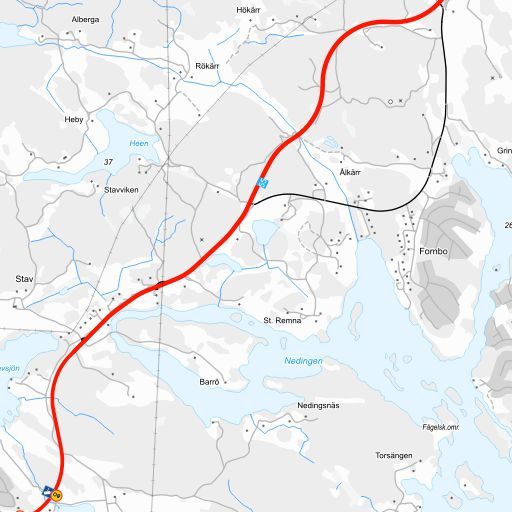 Hökärr
Alberga
Rökärr
Heby
Heen
Grin
37
Älkärr
Stavviken
26
Fornbo
Stav
St. Remna
Nedingen
vsjön
Barrö
Nedingsnäs
Fågelsk.omr.
Torsängen